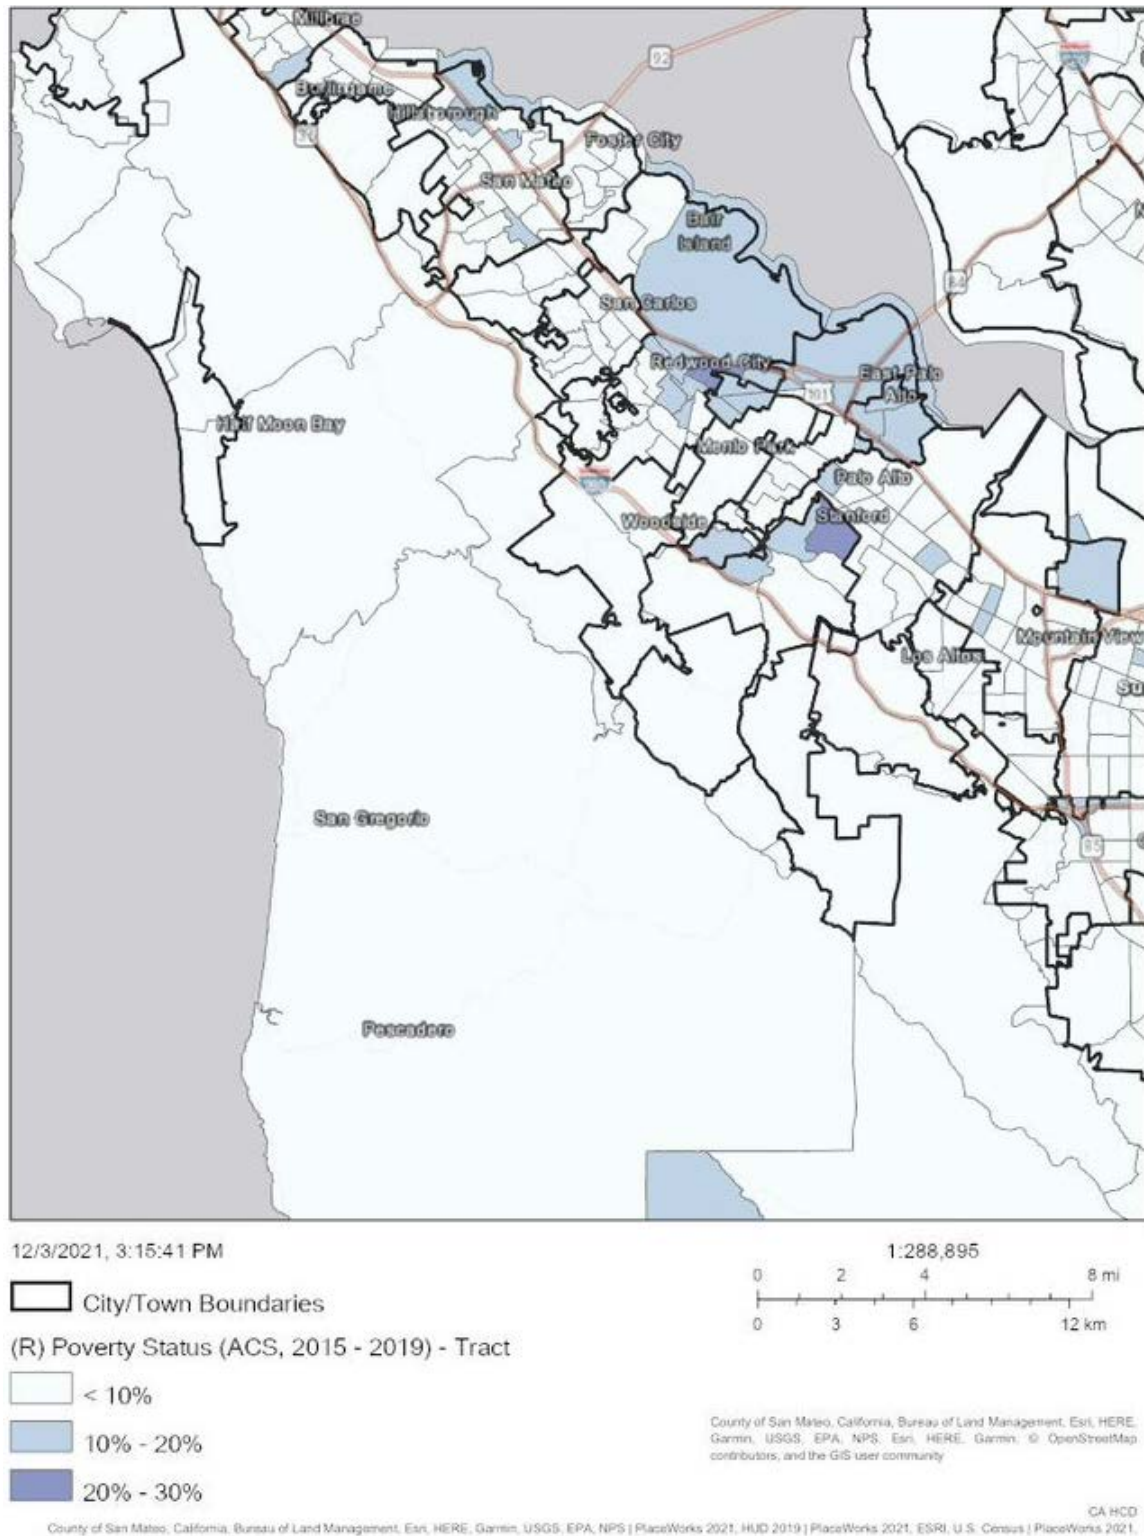 Millbrae
92
Burlingame
Hillsborough
Foster City
San Mateo
Bair
Island
84
San Carlos
Redwood City
East Palo
Alto
101
Half Moon Bay
Menlo Park
Palo Alto
Woodside
Stanford
Mountain View
Los Altos
Su
San Gregorio
85
Pescadero
12/3/2021, 3:15:41 PM
1:288,895
0 2 4 8 mi
0 3 6 12 km
City/Town Boundaries
(R) Poverty Status (ACS, 2015 - 2019) - Tract
< 10%
10% - 20%
20% - 30%
County of San Mateo, California, Bureau of Land Management, Esri, HERE,
Garmin, USGS, EPA, NPS, Esri, HERE, Garmin, © OpenStreetMap
contributors, and the GIS user community
CA HCD
County of San Mateo, California, Bureau of Land Management, Esri, HERE, Garmin, USGS, EPA, NPS | PlaceWorks 2021, HUD 2019 | PlaceWorks 2021, ESRI, U.S. Census | PlaceWorks 2021,